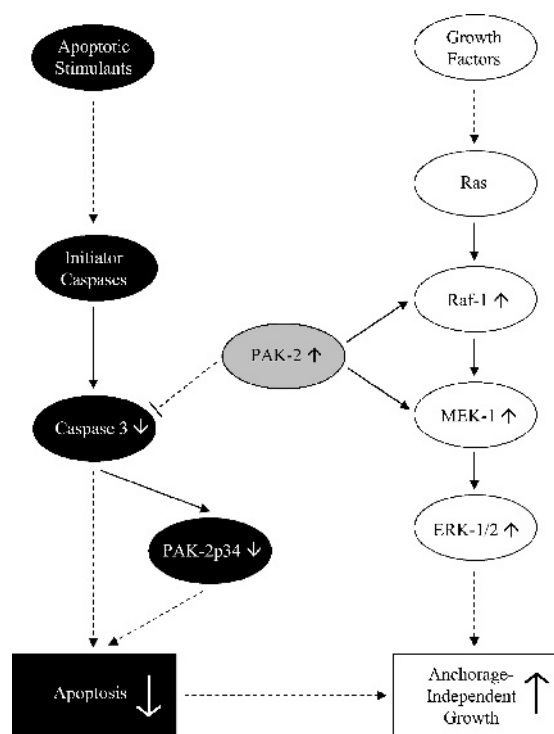 Apoptotic
Stimulants
Growth
Factors
Ras
Initiator
Caspases
Raf-1 ↑
PAK-2 ↑
Caspase 3 ↓
MEK-1 ↑
PAK-2p34 ↓
ERK-1/2 ↑
Apoptosis ↓
Anchorage-
Independent
Growth ↑